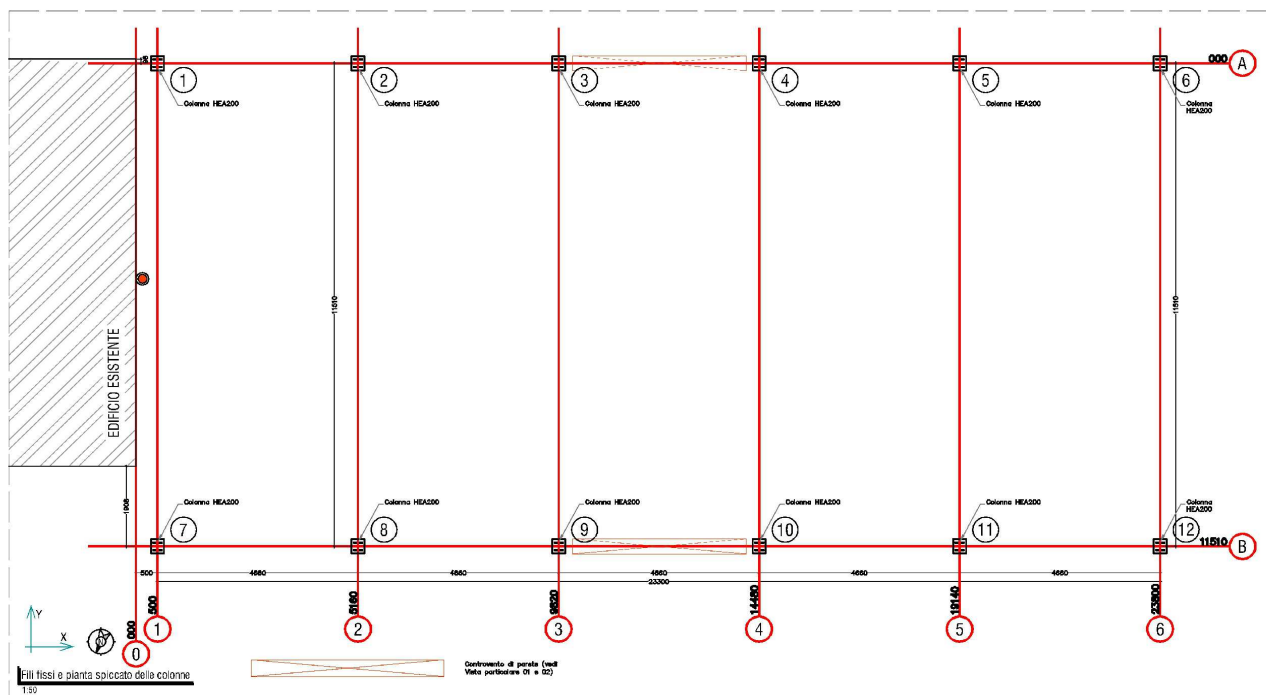 000
A
1
2
3
4
5
6
Colonna HEA200
Colonna HEA200
Colonna HEA200
Colonna HEA200
Colonna HEA200
Colonna
HEA200
11510
11510
EDIFICIO ESISTENTE
1908
Colonna HEA200
Colonna HEA200
Colonna HEA200
Colonna HEA200
Colonna HEA200
Colonna
HEA200
7
8
9
10
11
12
11510
B
500
4660
4660
4660
4660
23300
000
500
5160
9820
14480
19140
23800
0
1
2
3
4
5
6
Y
X
N
Fili fissi e pianta spiccato delle colonne
1:50
Controvento di parete (vedi
Vista particolare 01 e 02)